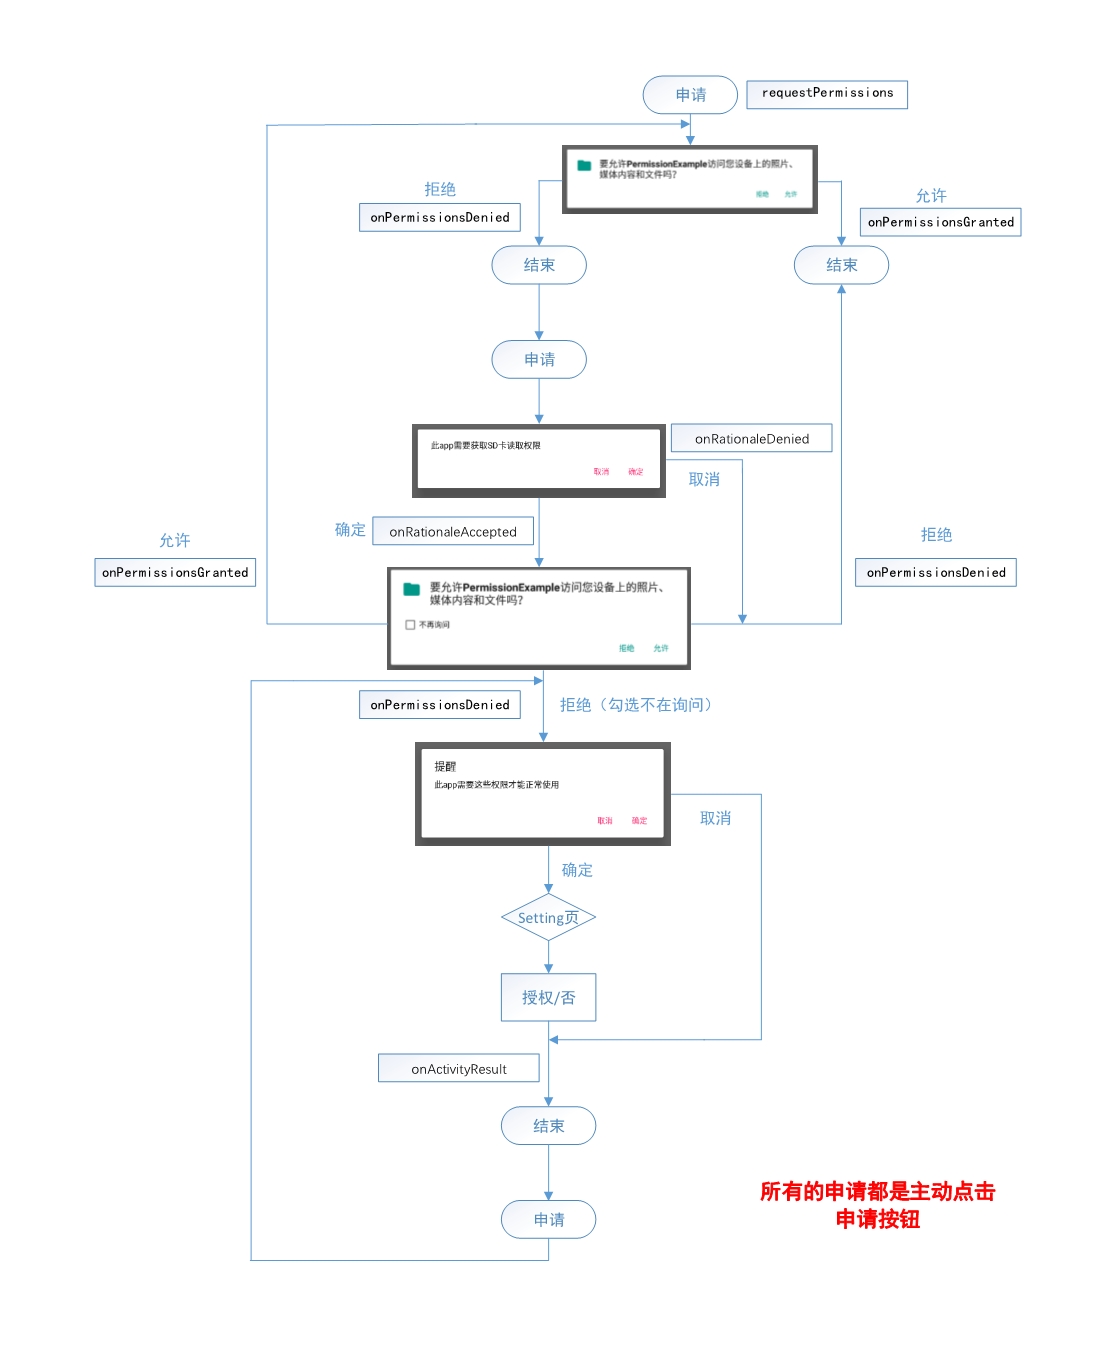 申请
requestPermissions
要允许PermissionExample访问您设备上的照片、
媒体内容和文件吗?
拒绝 允许
拒绝
onPermissionsDenied
允许
onPermissionsGranted
结束
结束
申请
此app需要获取SD卡读取权限
取消 确定
onRationaleDenied
取消
确定
onRationaleAccepted
允许
onPermissionsGranted
拒绝
onPermissionsDenied
要允许PermissionExample访问您设备上的照片、
媒体内容和文件吗?
不再询问
拒绝 允许
onPermissionsDenied
拒绝（勾选不在询问）
提醒
此app需要这些权限才能正常使用
取消 确定
取消
确定
Setting页
授权/否
onActivityResult
结束
申请
所有的申请都是主动点击
申请按钮